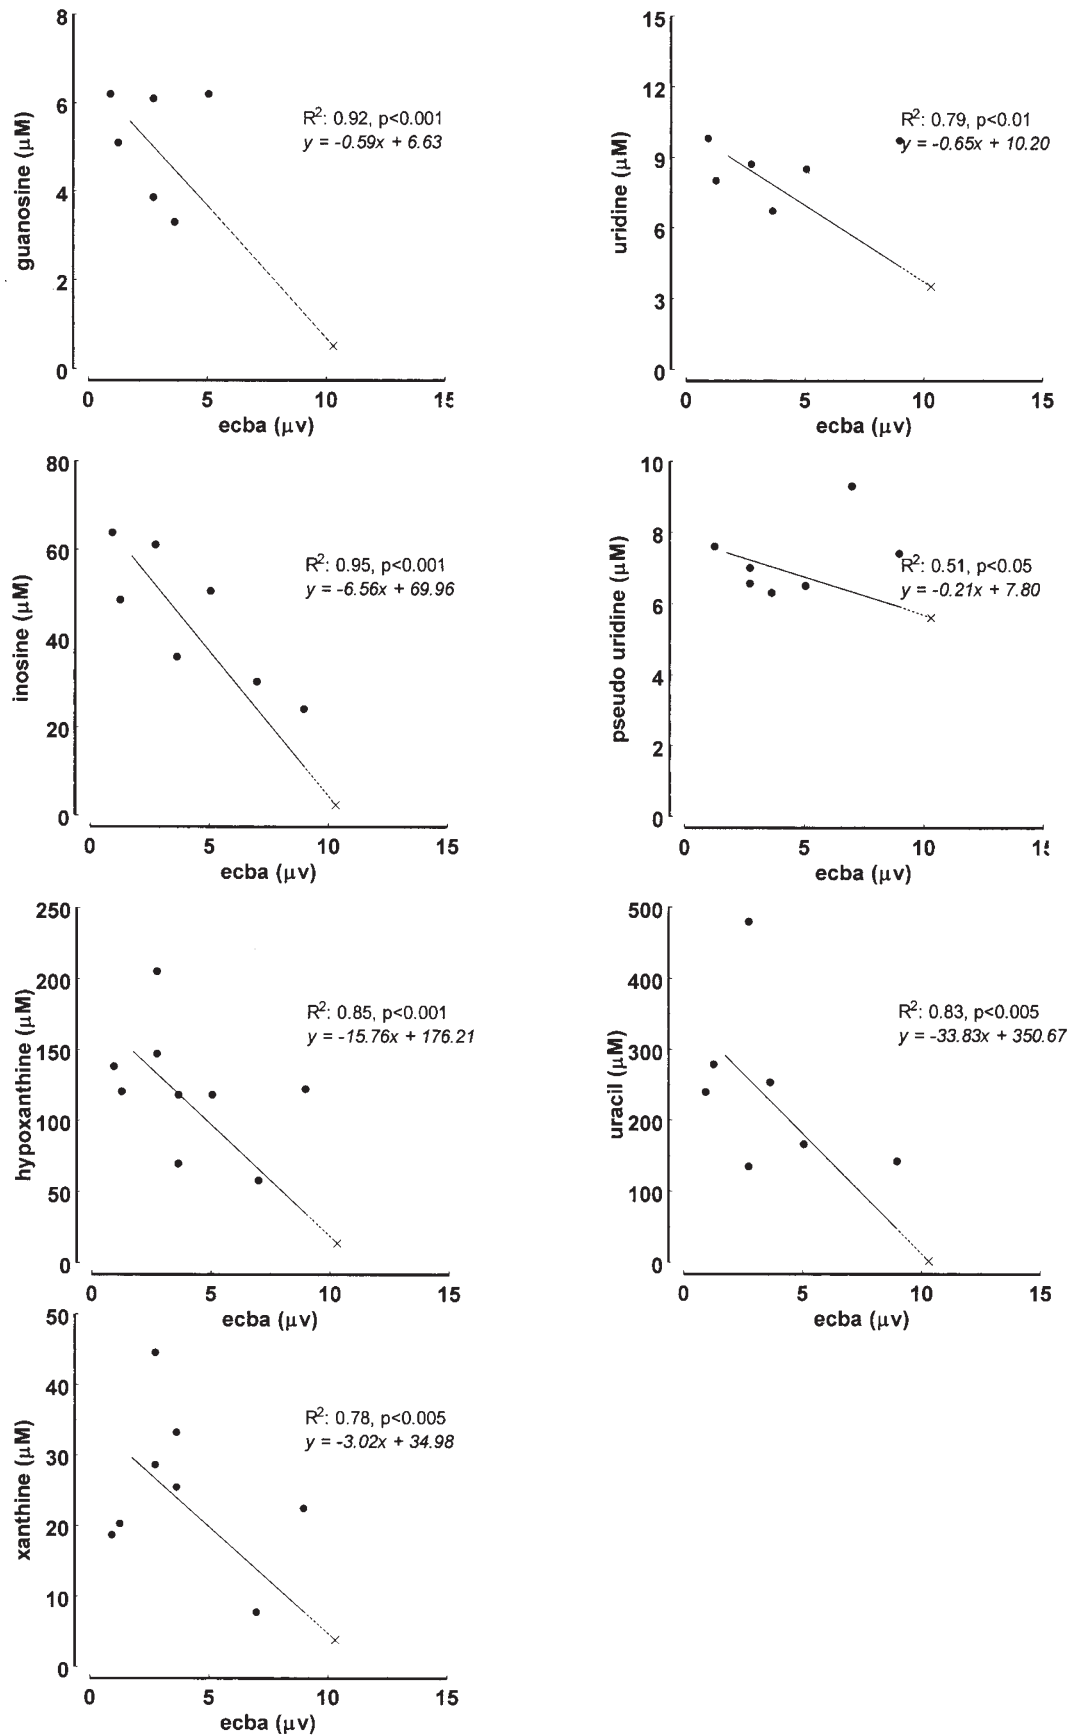 8
6
4
2
0
guanosine (μM)
R²: 0.92, p<0.001
y = -0.59x + 6.63
0 5 10 15
ecba (μv)
15
12
9
6
3
0
uridine (μM)
R²: 0.79, p<0.01
y = -0.65x + 10.20
0 5 10 15
ecba (μv)
80
60
40
20
0
inosine (μM)
R²: 0.95, p<0.001
y = -6.56x + 69.96
0 5 10 15
ecba (μv)
10
8
6
4
2
0
pseudo uridine (μM)
R²: 0.51, p<0.05
y = -0.21x + 7.80
0 5 10 15
ecba (μv)
250
200
150
100
50
0
hypoxanthine (μM)
R²: 0.85, p<0.001
y = -15.76x + 176.21
0 5 10 15
ecba (μv)
500
400
300
200
100
0
uracil (μM)
R²: 0.83, p<0.005
y = -33.83x + 350.67
0 5 10 15
ecba (μv)
50
40
30
20
10
0
xanthine (μM)
R²: 0.78, p<0.005
y = -3.02x + 34.98
0 5 10 15
ecba (μv)